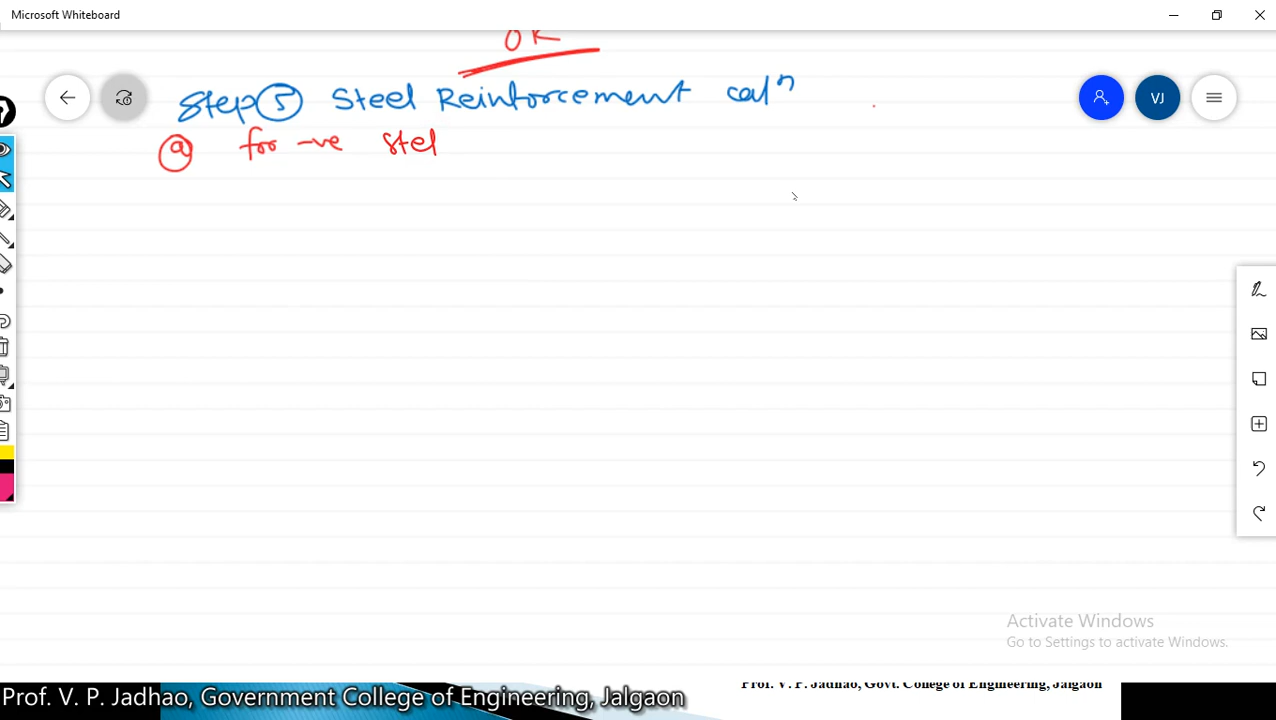 Microsoft Whiteboard
OK
Step 5 Steel Reinforcement calⁿ
a for -ve Stel
VJ
Activate Windows
Go to Settings to activate Windows.
Prof. V. P. Jadhao, Govt. College of Engineering, Jalgaon
Prof. V. P. Jadhao, Government College of Engineering, Jalgaon